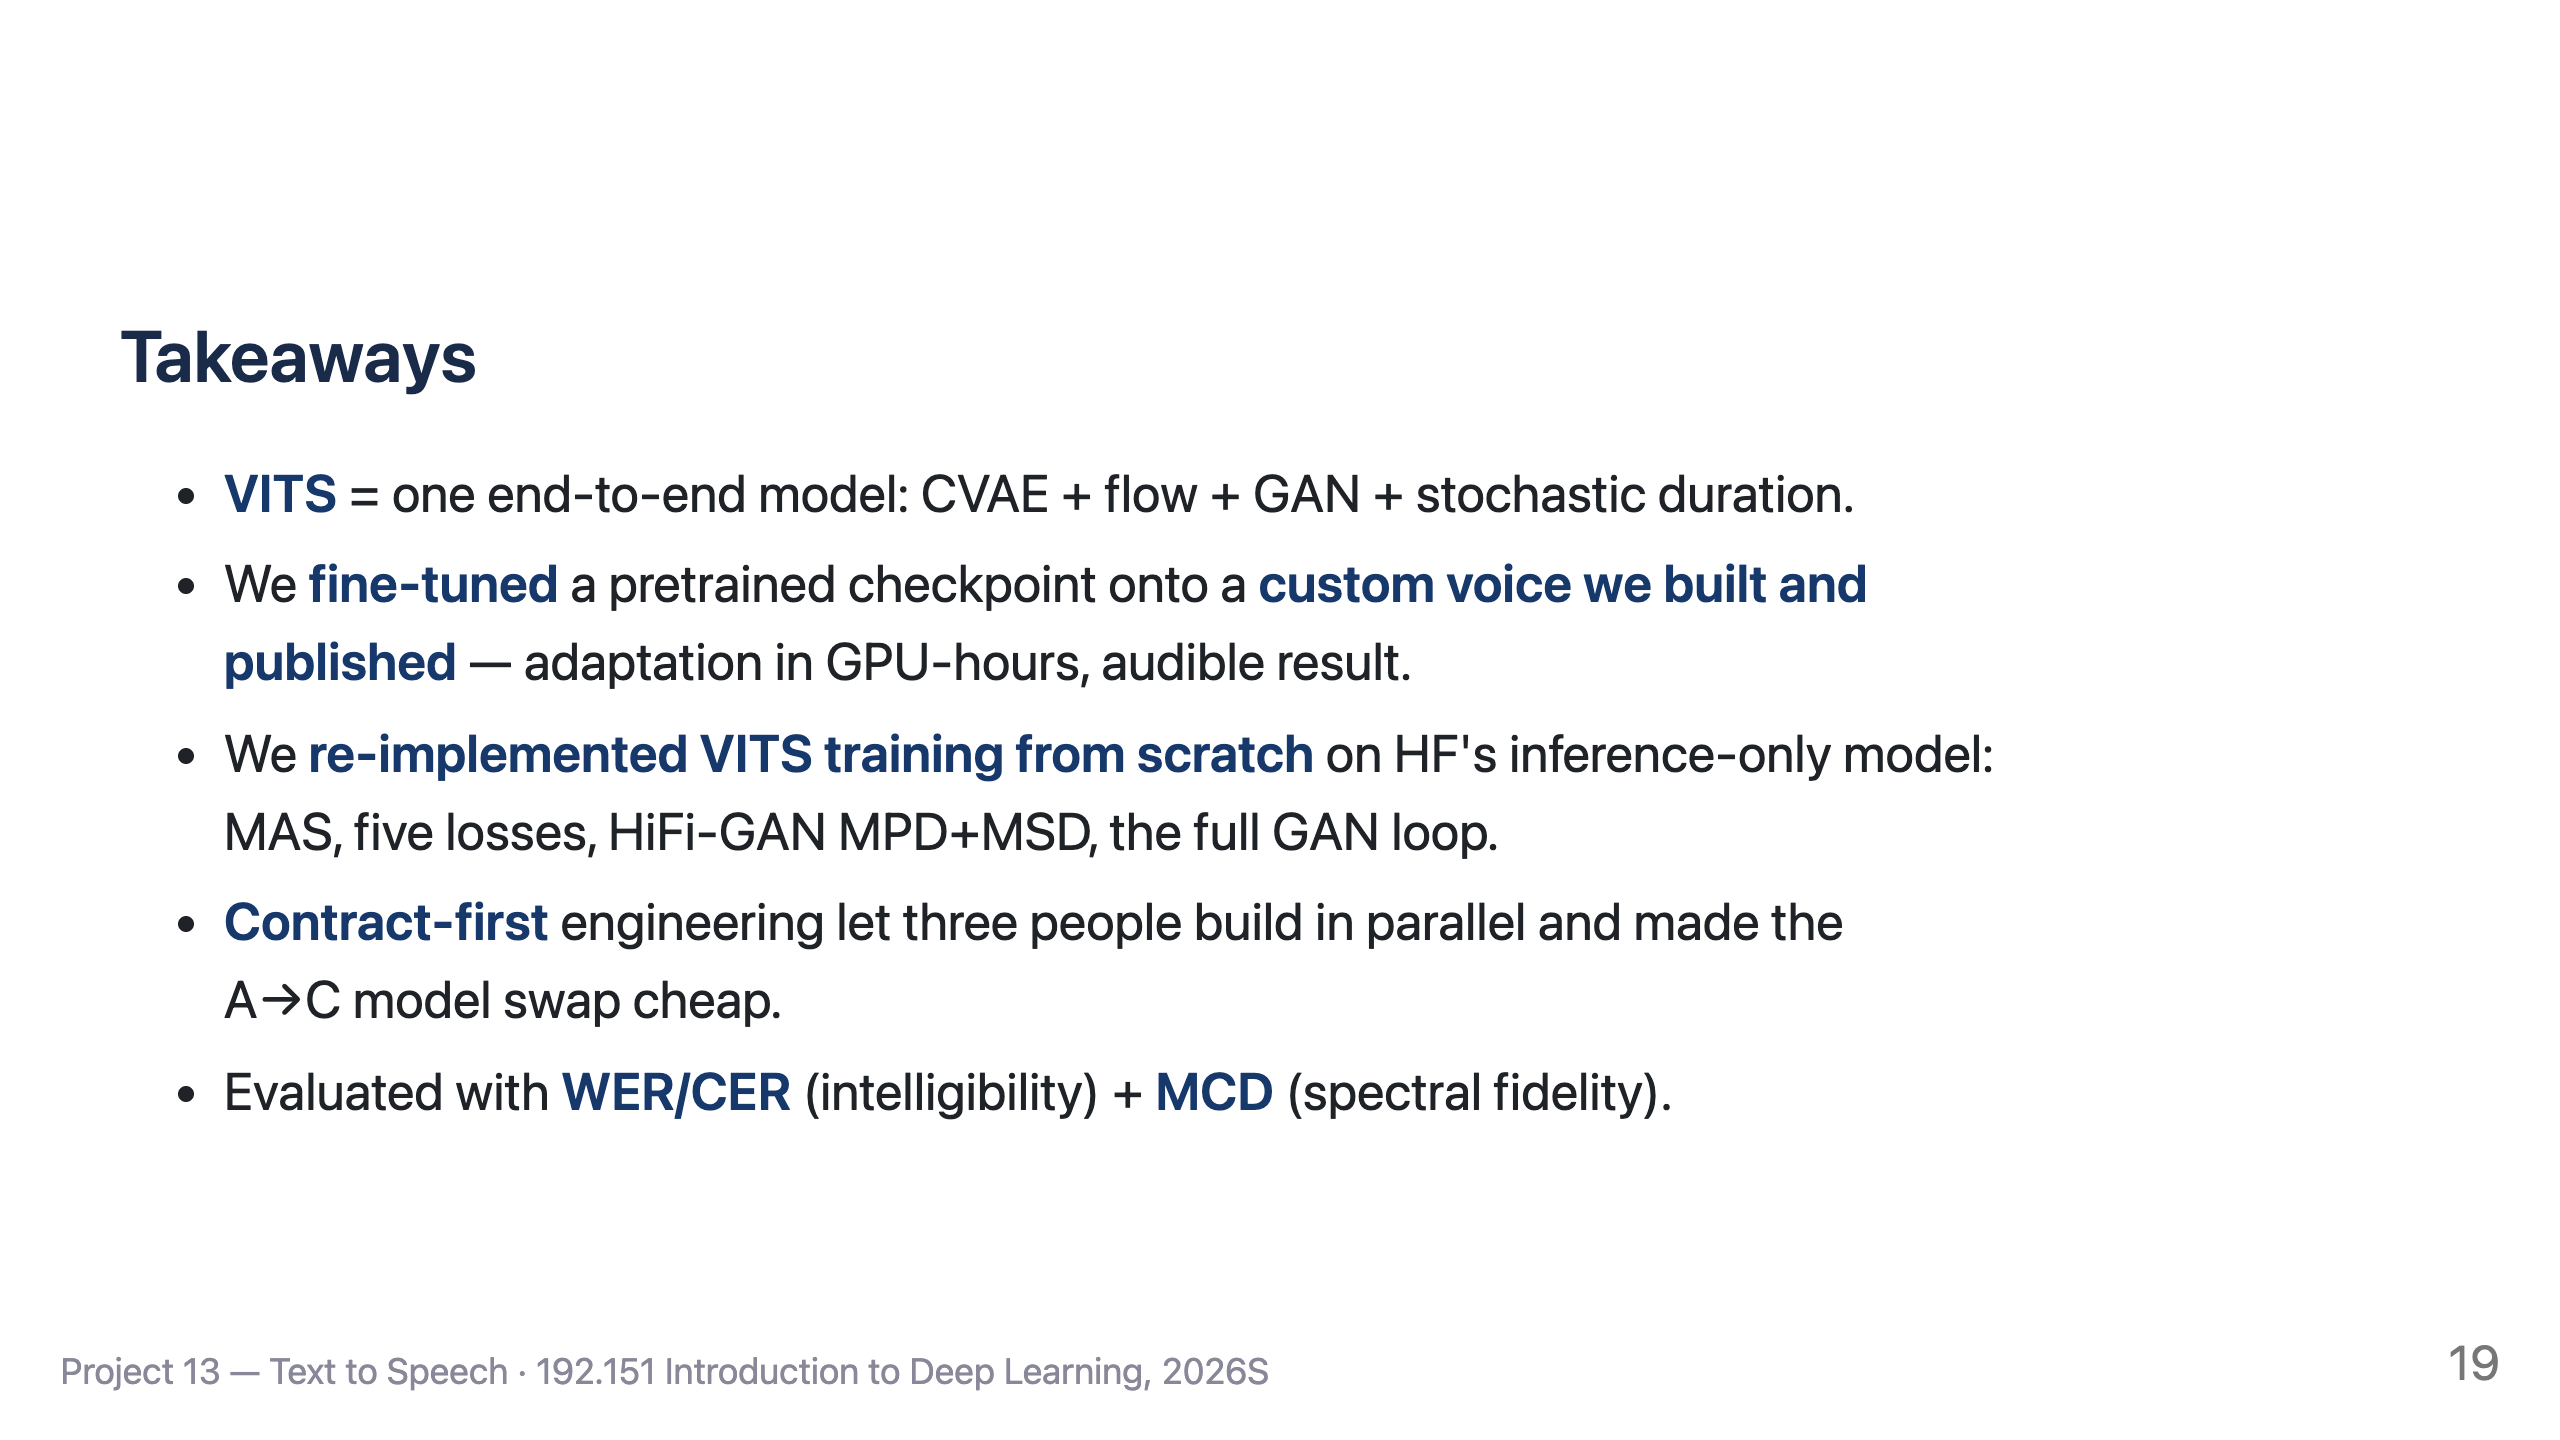 Takeaways
• VITS = one end-to-end model: CVAE + flow + GAN + stochastic duration.
• We fine-tuned a pretrained checkpoint onto a custom voice we built and
published — adaptation in GPU-hours, audible result.
• We re-implemented VITS training from scratch on HF's inference-only model:
MAS, five losses, HiFi-GAN MPD+MSD, the full GAN loop.
• Contract-first engineering let three people build in parallel and made the
A→C model swap cheap.
• Evaluated with WER/CER (intelligibility) + MCD (spectral fidelity).
Project 13 — Text to Speech · 192.151 Introduction to Deep Learning, 2026S
19